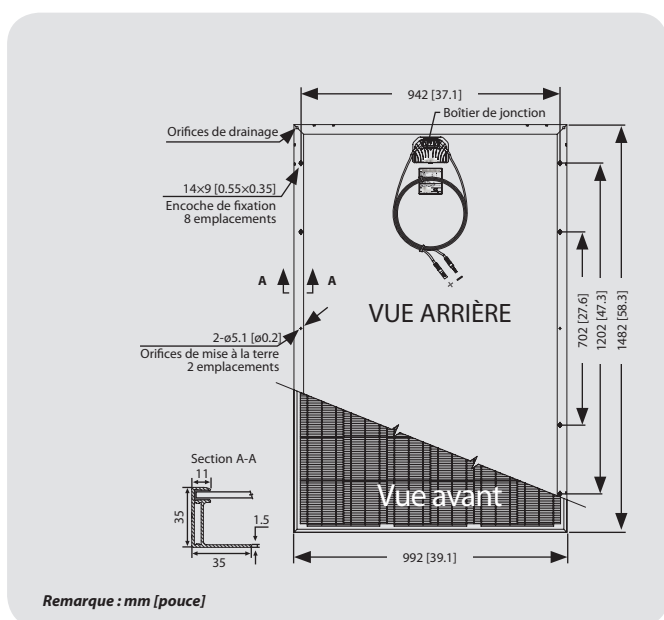 942 [37.1]
Boîtier de jonction
Orifices de drainage
14×9 [0.55×0.35]
Encoche de fixation
8 emplacements
A
A
VUE ARRIÈRE
702 [27.6]
1202 [47.3]
1482 [58.3]
2-ø5.1 [ø0.2]
Orifices de mise à la terre
2 emplacements
Section A-A
11
35
1.5
35
Vue avant
992 [39.1]
Remarque : mm [pouce]